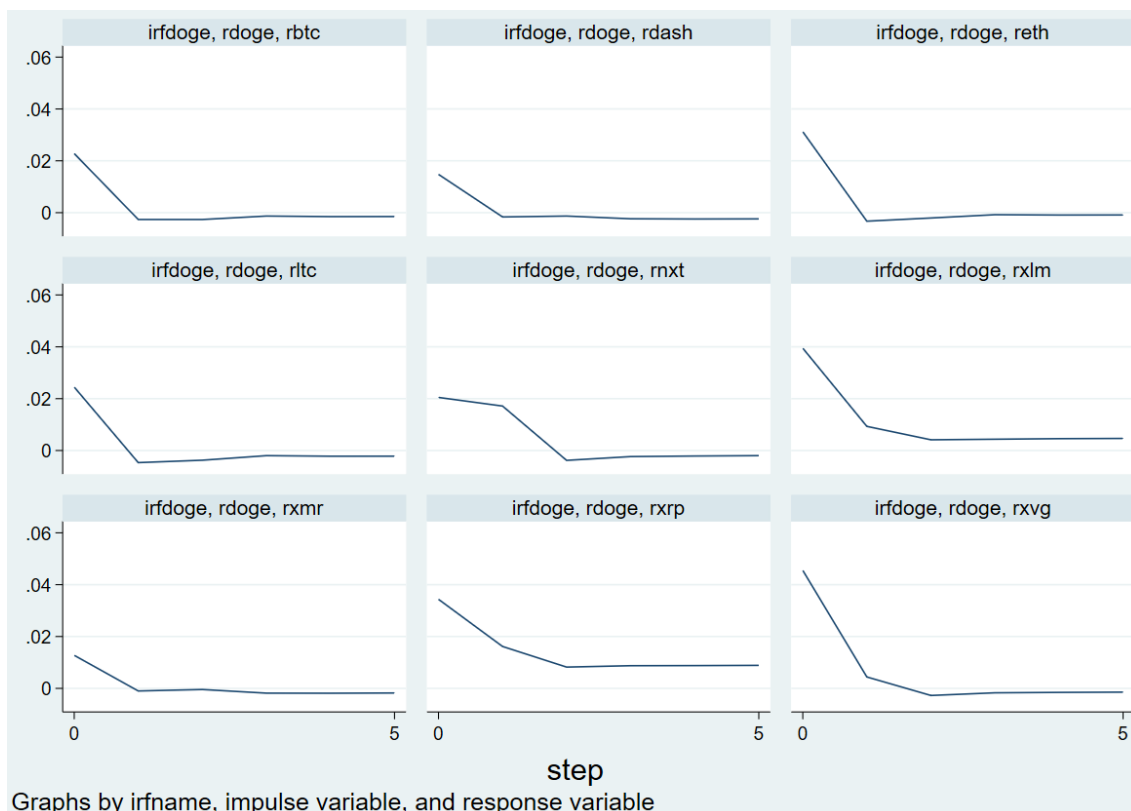 irfdoge, rdoge, rbtc
irfdoge, rdoge, rdash
irfdoge, rdoge, reth
.06
.04
.02
0
irfdoge, rdoge, rltc
irfdoge, rdoge, rnxt
irfdoge, rdoge, rxlm
.06
.04
.02
0
irfdoge, rdoge, rxmr
irfdoge, rdoge, rxrp
irfdoge, rdoge, rxvg
.06
.04
.02
0
0 5
0 5
0 5
step
Graphs by irfname, impulse variable, and response variable